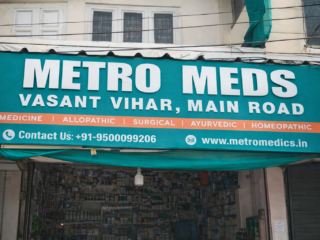 METRO MEDS
VASANT VIHAR, MAIN ROAD
MEDICINE | ALLOPATHIC | SURGICAL | AYURVEDIC | HOMEOPATHIC
Contact Us: +91-9500099206 www.metromedics.in